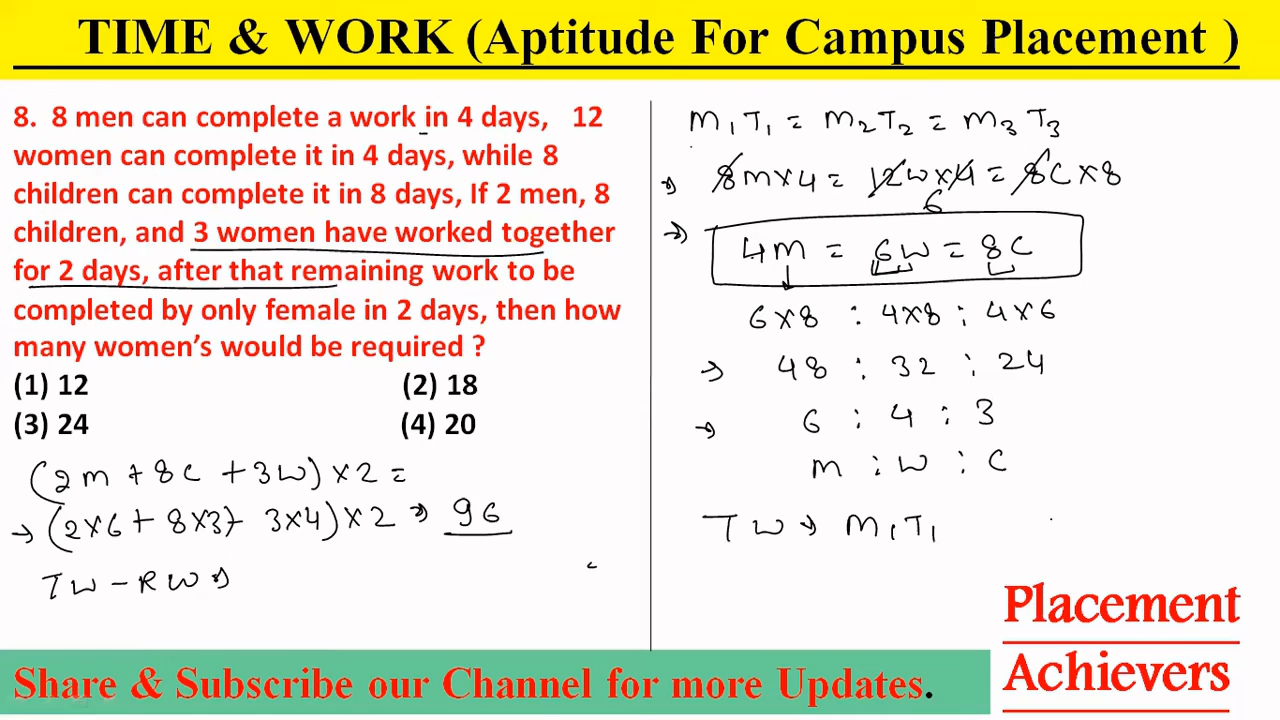 TIME & WORK (Aptitude For Campus Placement )
8. 8 men can complete a work in 4 days, 12
women can complete it in 4 days, while 8
children can complete it in 8 days, If 2 men, 8
children, and 3 women have worked together
for 2 days, after that remaining work to be
completed by only female in 2 days, then how
many women's would be required ?
(1) 12 (2) 18
(3) 24 (4) 20
(2m + 8c + 3w) × 2 =
→ (2×6 + 8×3 + 3×4) × 2 → 96
TW - RW →
M₁T₁ = M₂T₂ = M₃T₃
→ 8m×4 = 12w×4 = 8c×8
6
→ 4m = 6w = 8c
6×8 : 4×8 : 4×6
→ 48 : 32 : 24
→ 6 : 4 : 3
m : w : c
TW → M₁T₁
Placement
Achievers
Share & Subscribe our Channel for more Updates.